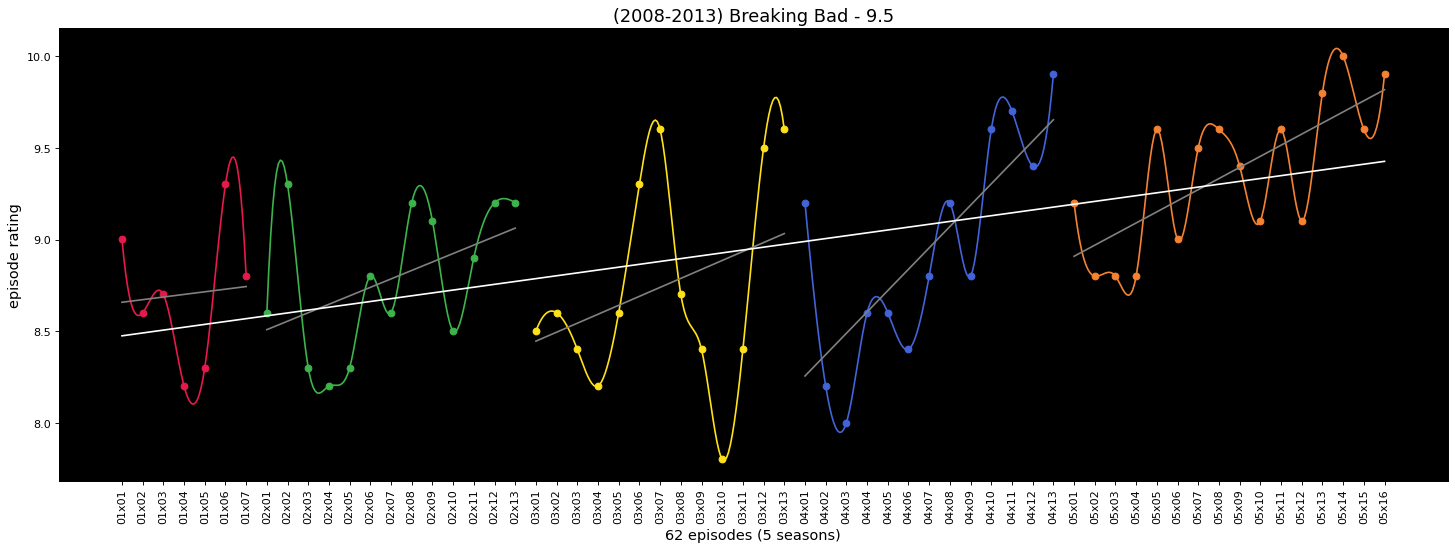 (2008-2013) Breaking Bad - 9.5
episode rating
10.0
9.5
9.0
8.5
8.0
01x01
01x02
01x03
01x04
01x05
01x06
01x07
02x01
02x02
02x03
02x04
02x05
02x06
02x07
02x08
02x09
02x10
02x11
02x12
02x13
03x01
03x02
03x03
03x04
03x05
03x06
03x07
03x08
03x09
03x10
03x11
03x12
03x13
04x01
04x02
04x03
04x04
04x05
04x06
04x07
04x08
04x09
04x10
04x11
04x12
04x13
05x01
05x02
05x03
05x04
05x05
05x06
05x07
05x08
05x09
05x10
05x11
05x12
05x13
05x14
05x15
05x16
62 episodes (5 seasons)